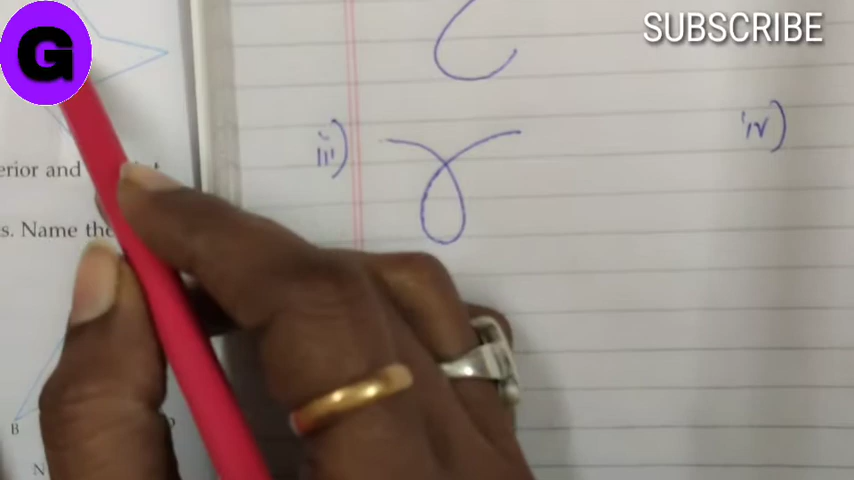 G
SUBSCRIBE
iv)
iii)
erior and
s. Name the
B
N